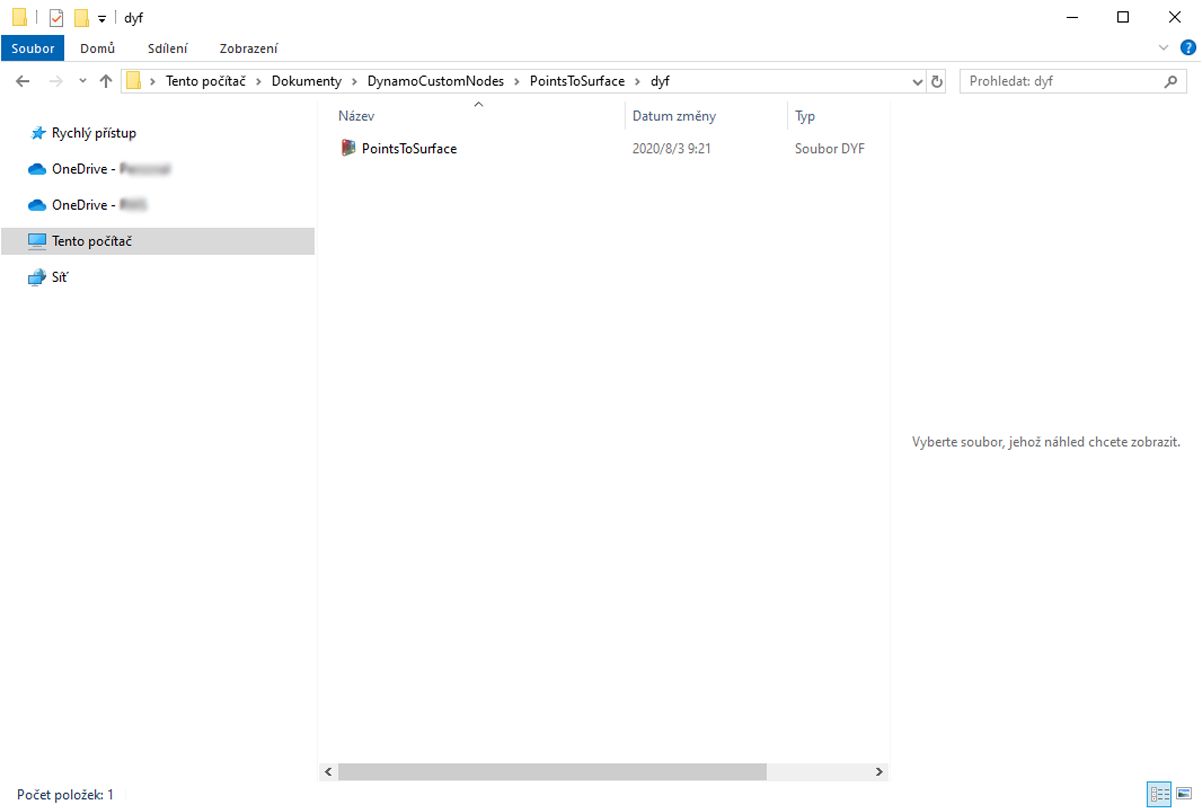 dyf
Soubor Domů Sdílení Zobrazení
Tento počítač Dokumenty DynamoCustomNodes PointsToSurface dyf
Prohledat: dyf
Rychlý přístup
OneDrive -
OneDrive -
Tento počítač
Síť
Název Datum změny Typ
PointsToSurface 2020/8/3 9:21 Soubor DYF
Vyberte soubor, jehož náhled chcete zobrazit.
Počet položek: 1